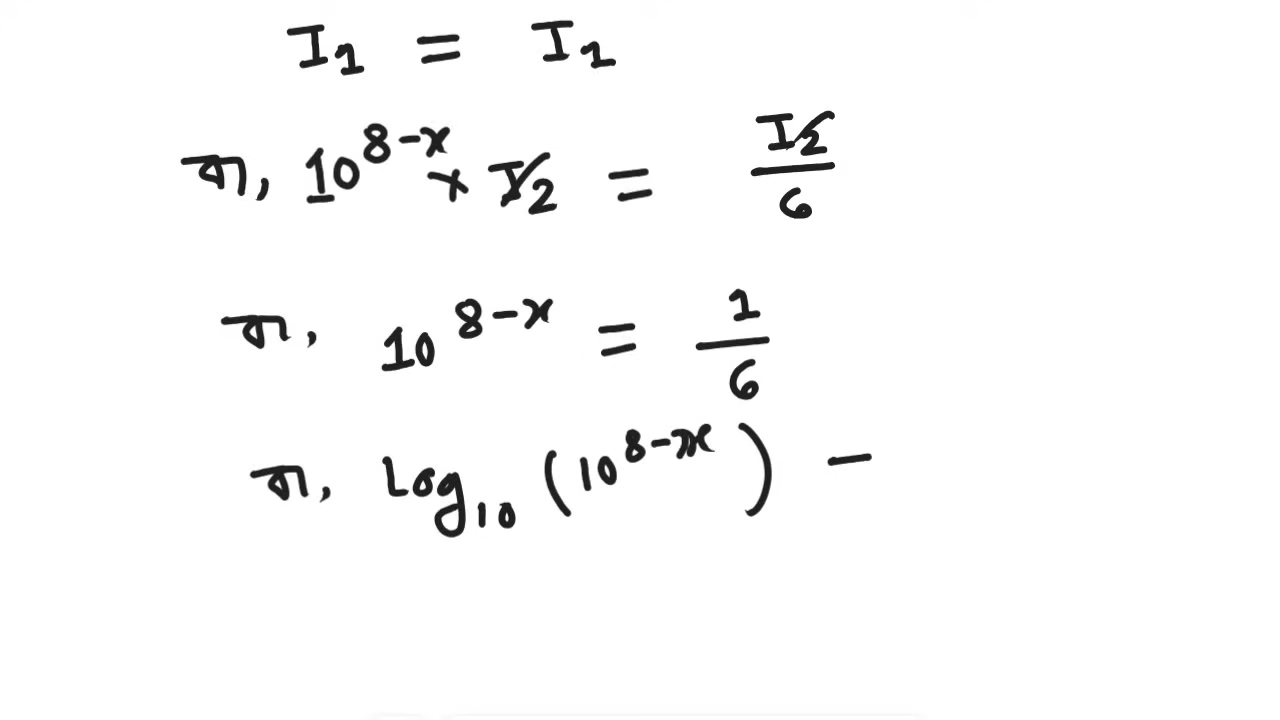 I₁ = I₁
বা, 10^(8-x) × I₂ = I₂/6
বা, 10^(8-x) = 1/6
বা, log₁₀ (10^(8-x)) −